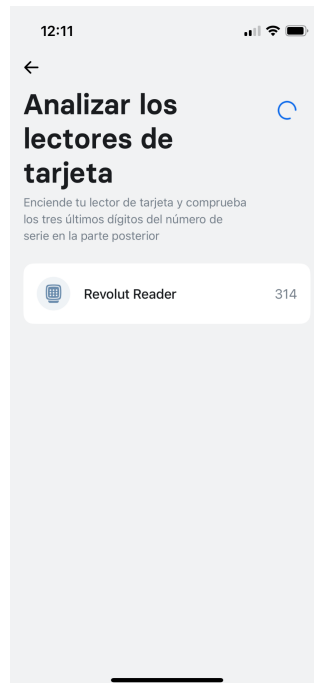 12:11
Analizar los
lectores de
tarjeta
Enciende tu lector de tarjeta y comprueba
los tres últimos dígitos del número de
serie en la parte posterior
Revolut Reader 314